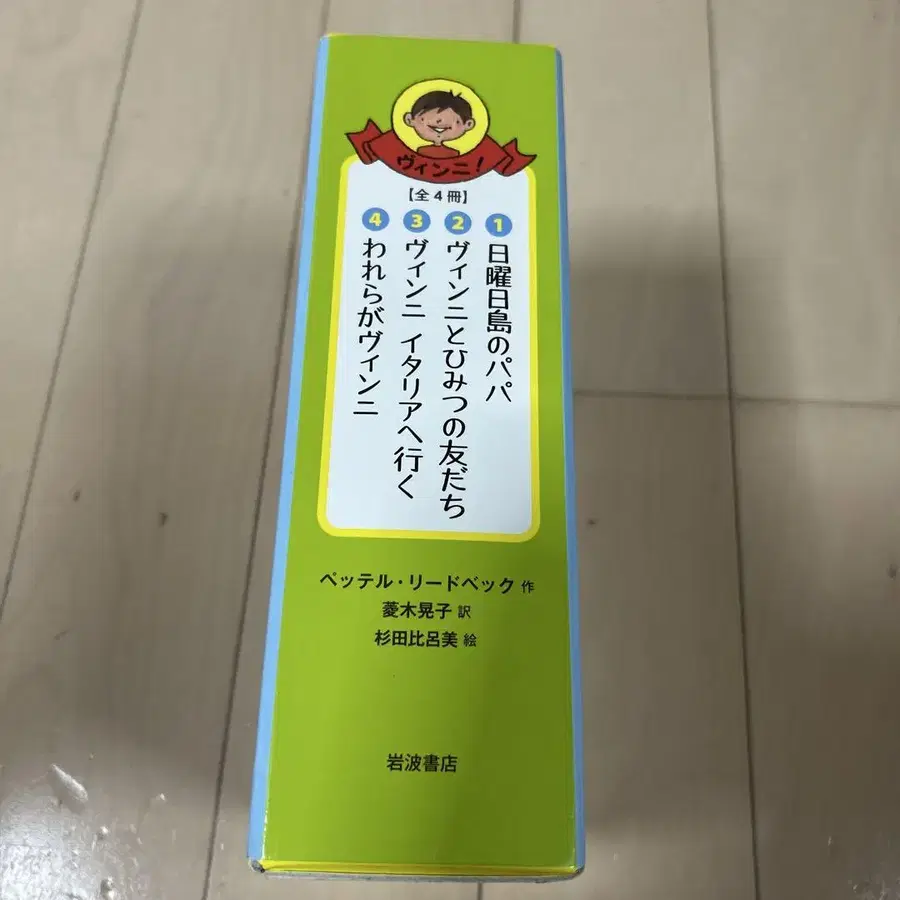 ヴィンニ!
【全4冊】
1 日曜日島のパパ
2 ヴィンニとひみつの友だち
3 ヴィンニ イタリアへ行く
4 われらがヴィンニ
ペッテル・リードベック 作
菱木晃子 訳
杉田比呂美 絵
岩波書店